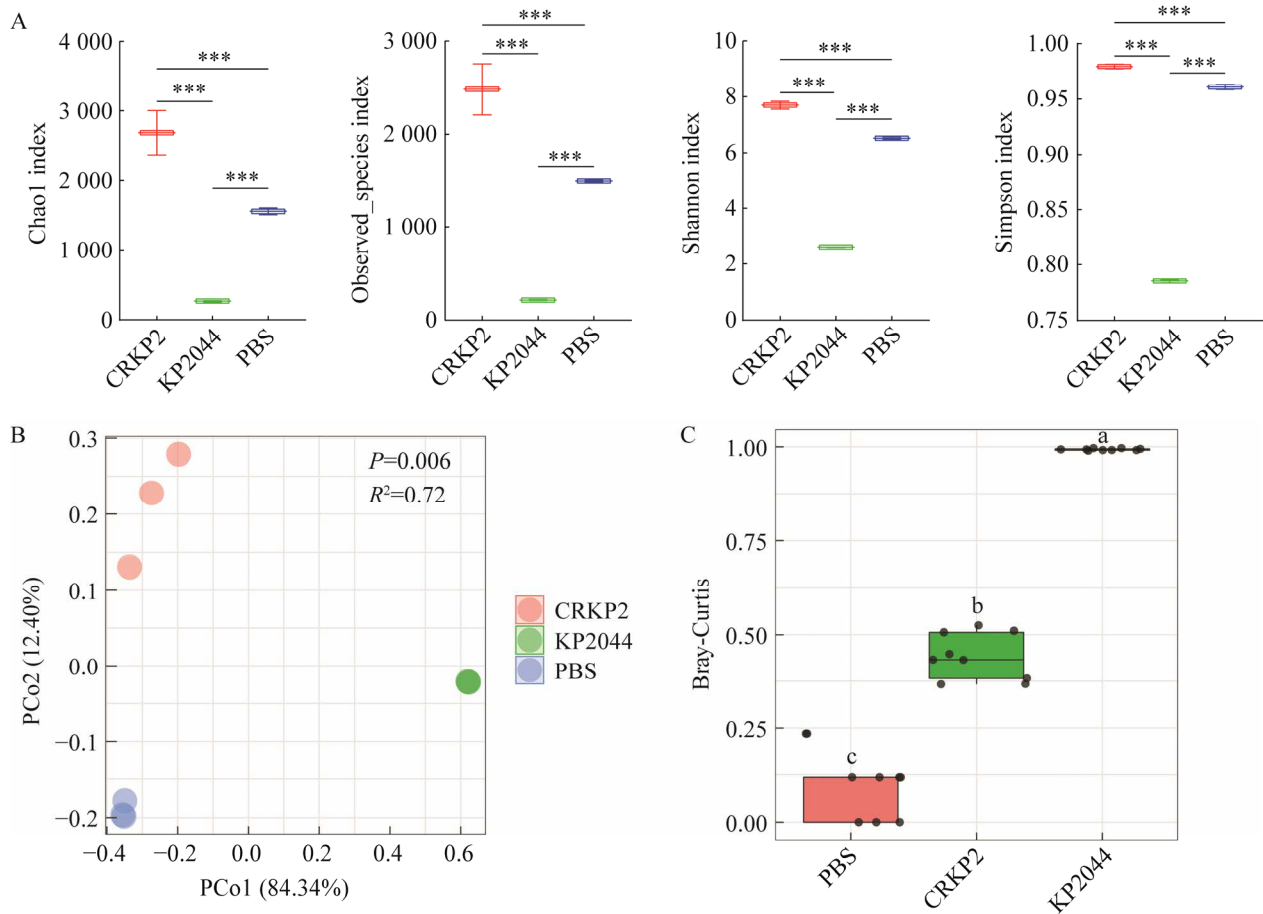 A
Chao1 index
4 000
3 000
2 000
1 000
0
***
***
***
CRKP2
KP2044
PBS
Observed_species index
3 000
2 000
1 000
0
***
***
***
CRKP2
KP2044
PBS
Shannon index
10
8
6
4
2
0
***
***
***
CRKP2
KP2044
PBS
Simpson index
1.00
0.95
0.90
0.85
0.80
0.75
***
***
***
CRKP2
KP2044
PBS
B
PCo2 (12.40%)
0.3
0.2
0.1
0.0
−0.1
−0.2
P=0.006
R²=0.72
−0.4
−0.2
0.0
0.2
0.4
0.6
PCo1 (84.34%)
CRKP2
KP2044
PBS
C
Bray-Curtis
1.00
0.75
0.50
0.25
0.00
c
b
a
PBS
CRKP2
KP2044